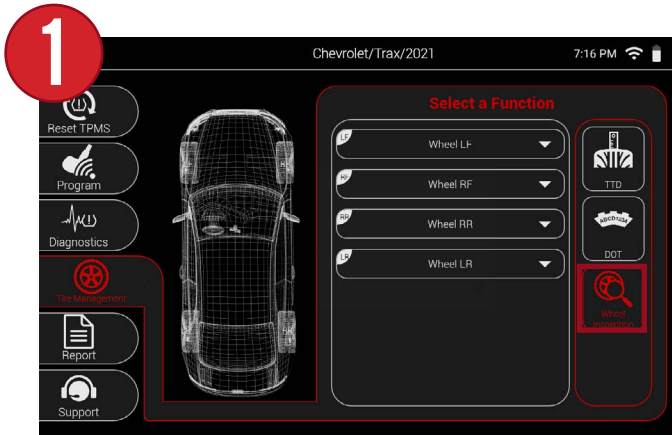 1
Chevrolet/Trax/2021
7:16 PM
Reset TPMS
Program
Diagnostics
Tire Management
Report
Support
Select a Function
LF
Wheel LF
RF
Wheel RF
RR
Wheel RR
LR
Wheel LR
TTD
ABCD1234
DOT
Wheel
Inspection